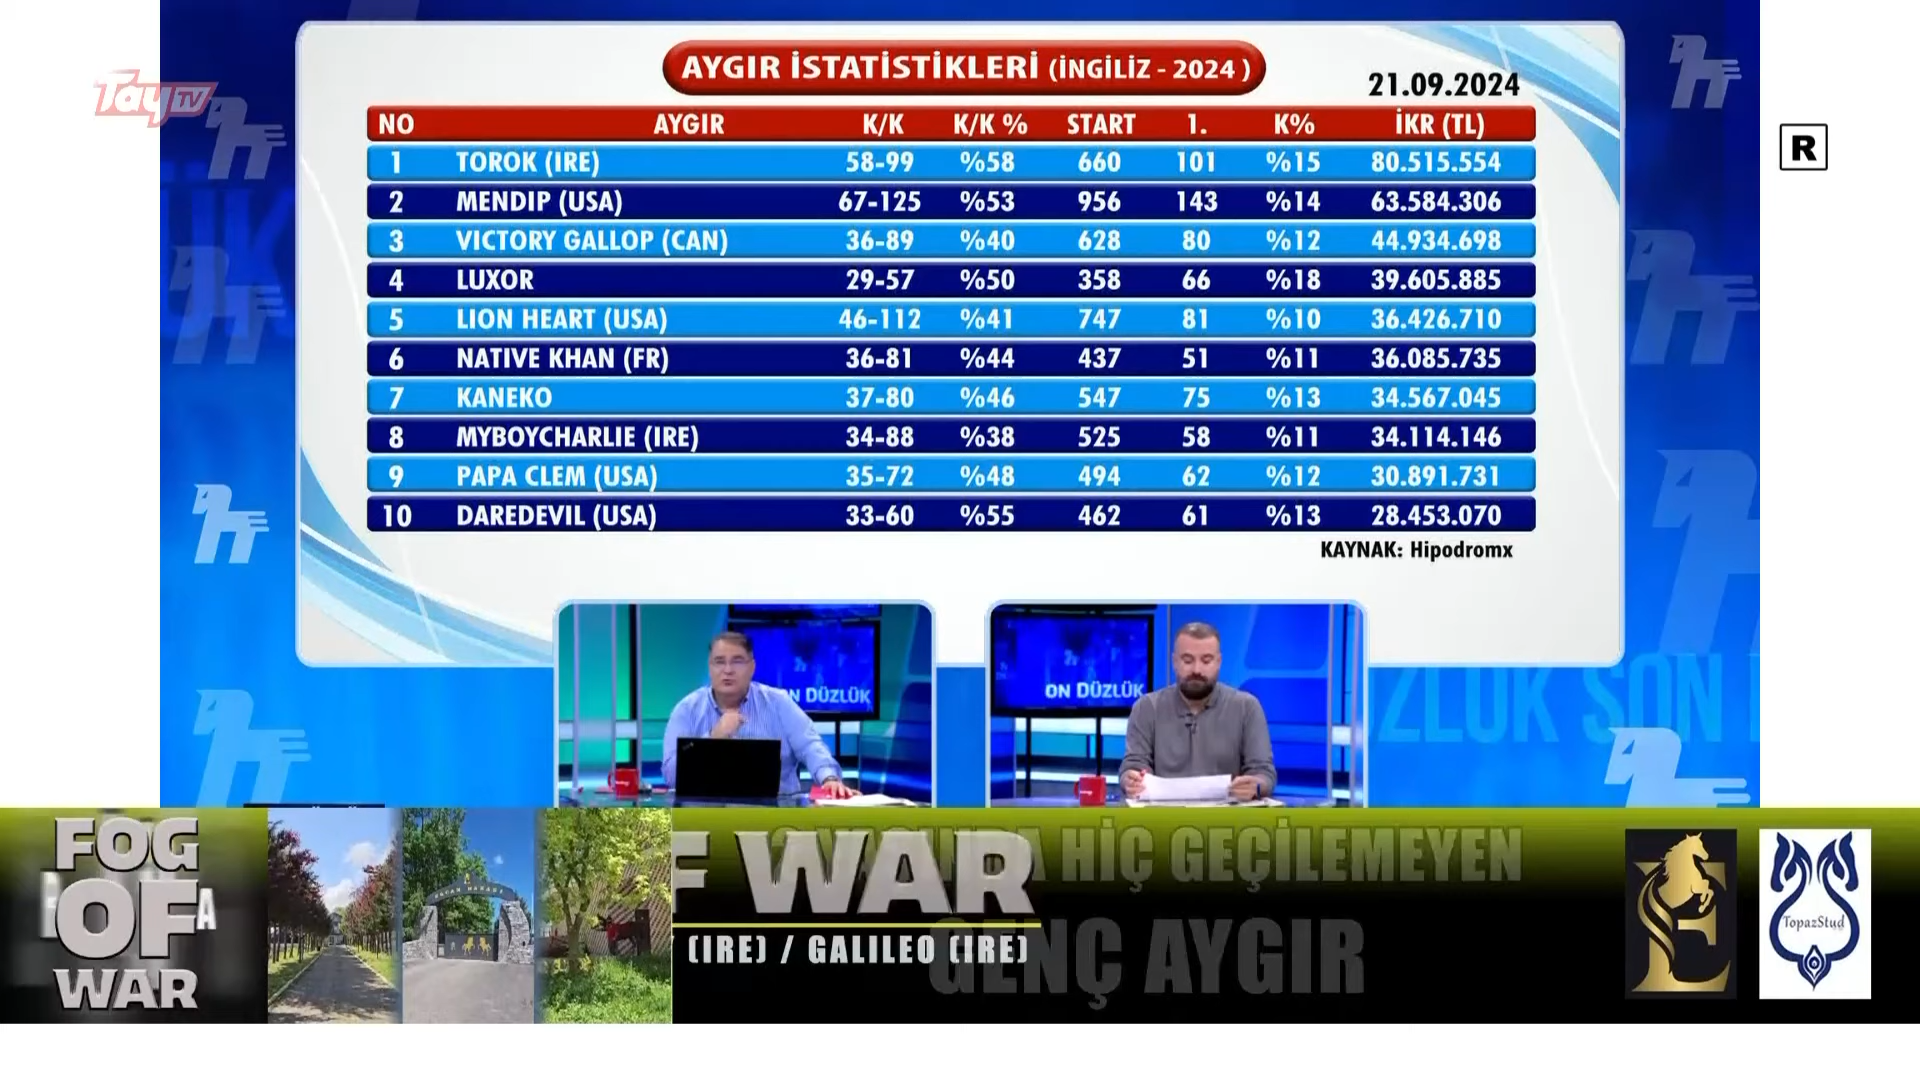 AYGIR İSTATİSTİKLERİ (İNGİLİZ - 2024 )
21.09.2024
Tay TV
R
NO AYGIR K/K K/K % START 1. K% İKR (TL)
1 TOROK (IRE) 58-99 %58 660 101 %15 80.515.554
2 MENDIP (USA) 67-125 %53 956 143 %14 63.584.306
3 VICTORY GALLOP (CAN) 36-89 %40 628 80 %12 44.934.698
4 LUXOR 29-57 %50 358 66 %18 39.605.885
5 LION HEART (USA) 46-112 %41 747 81 %10 36.426.710
6 NATIVE KHAN (FR) 36-81 %44 437 51 %11 36.085.735
7 KANEKO 37-80 %46 547 75 %13 34.567.045
8 MYBOYCHARLIE (IRE) 34-88 %38 525 58 %11 34.114.146
9 PAPA CLEM (USA) 35-72 %48 494 62 %12 30.891.731
10 DAREDEVIL (USA) 33-60 %55 462 61 %13 28.453.070
KAYNAK: Hipodromx
ON DÜZLÜK
ON DÜZLÜK
ZLÜK SON
FOG
OF
WAR
F WAR
HİÇ GEÇİLEMEYEN
(IRE) / GALILEO (IRE)
GENÇ AYGIR
E
TopazStud